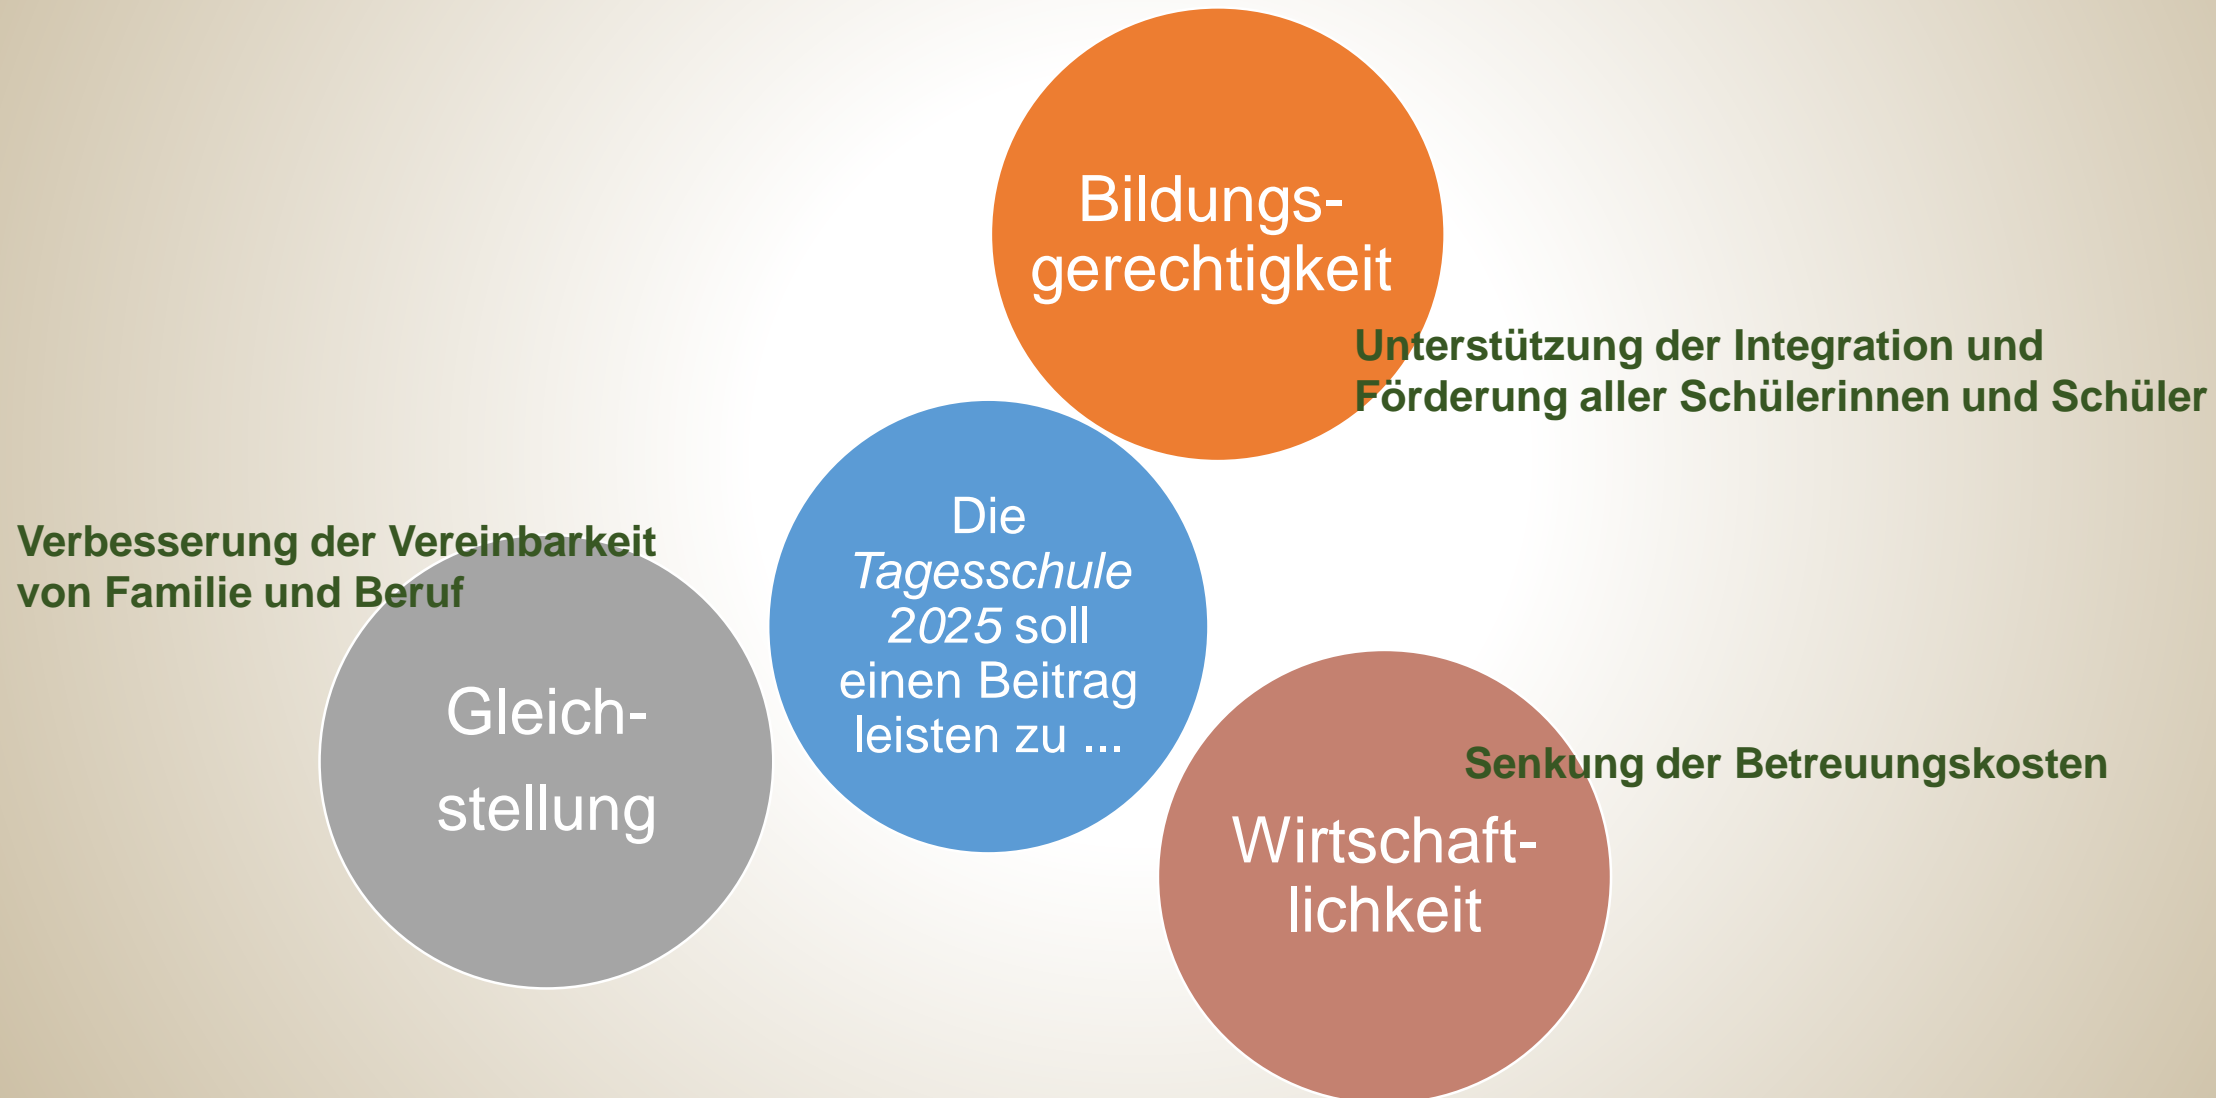 Bildungs-
gerechtigkeit
Unterstützung der Integration und
Förderung aller Schülerinnen und Schüler
Die
Tagesschule
2025 soll
einen Beitrag
leisten zu ...
Verbesserung der Vereinbarkeit
von Familie und Beruf
Gleich-
stellung
Senkung der Betreuungskosten
Wirtschaft-
lichkeit